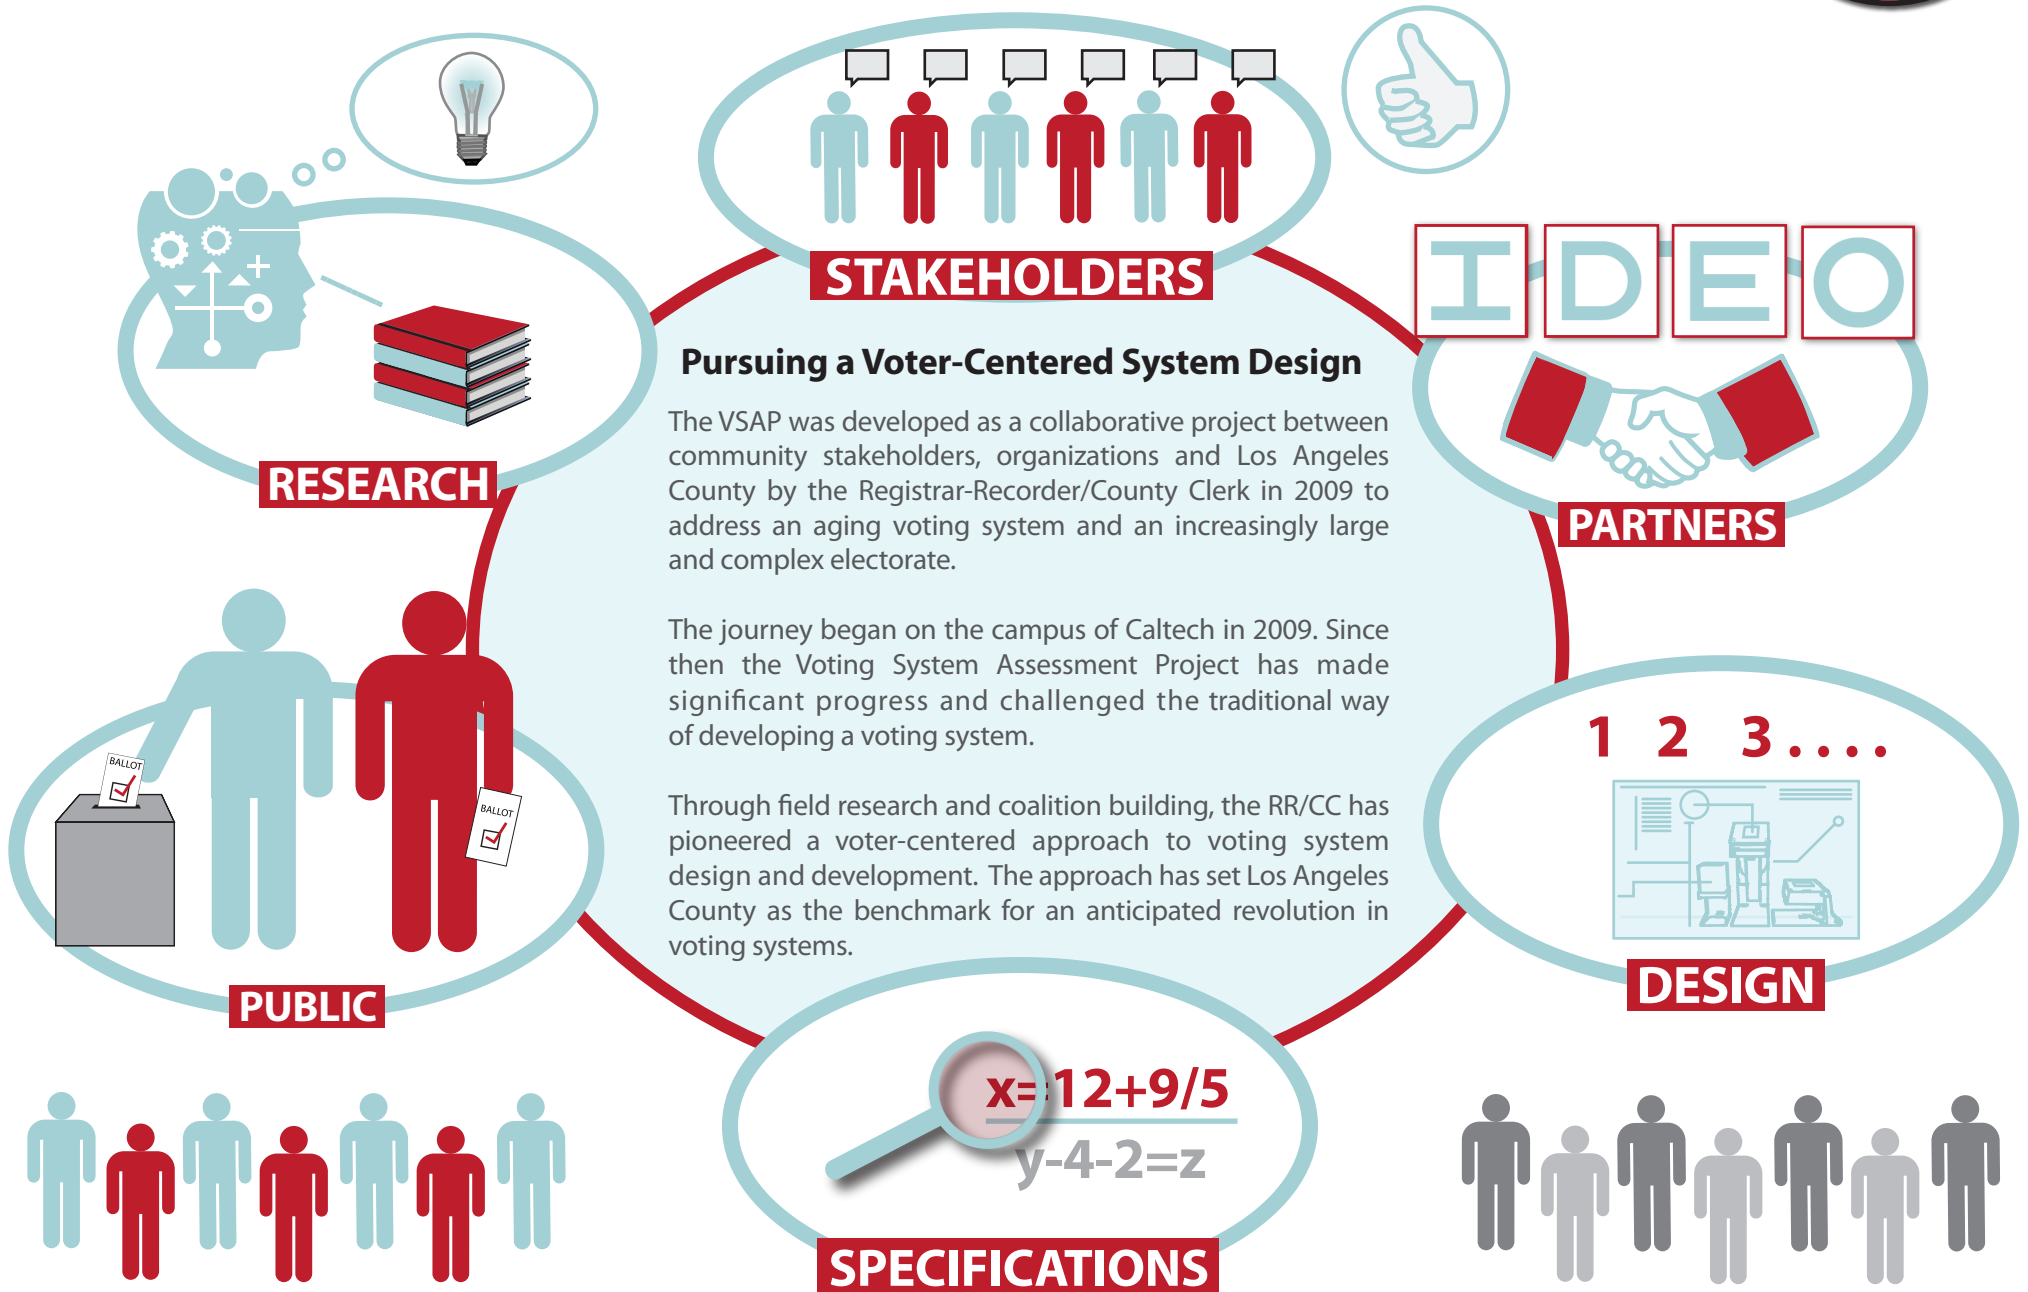 STAKEHOLDERS
IDEO
RESEARCH
PARTNERS
Pursuing a Voter-Centered System Design
The VSAP was developed as a collaborative project between
community stakeholders, organizations and Los Angeles
County by the Registrar-Recorder/County Clerk in 2009 to
address an aging voting system and an increasingly large
and complex electorate.
The journey began on the campus of Caltech in 2009. Since
then the Voting System Assessment Project has made
significant progress and challenged the traditional way
of developing a voting system.
Through field research and coalition building, the RR/CC has
pioneered a voter-centered approach to voting system
design and development. The approach has set Los Angeles
County as the benchmark for an anticipated revolution in
voting systems.
BALLOT
BALLOT
PUBLIC
1 2 3....
DESIGN
x=12+9/5
y-4-2=z
SPECIFICATIONS